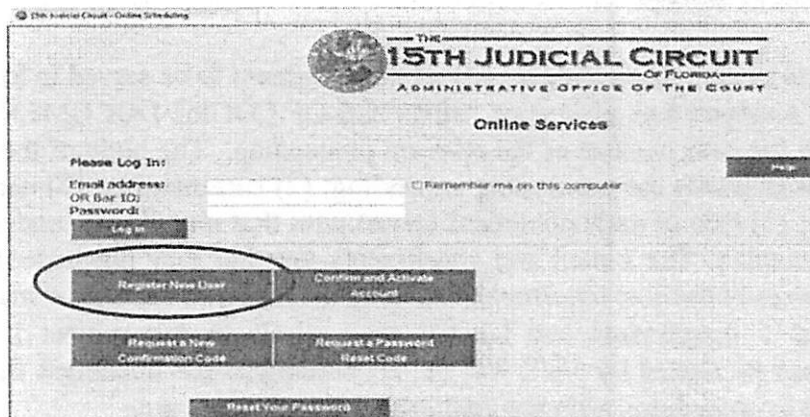 15th Judicial Circuit - Online Scheduling
THE
15TH JUDICIAL CIRCUIT
OF FLORIDA
ADMINISTRATIVE OFFICE OF THE COURT
Online Services
Please Log In:
Help
Email address:
OR Bar ID:
Remember me on this computer
Password:
Log In
Register New User
Confirm and Activate Account
Request a New Confirmation Code
Request a Password Reset Code
Reset Your Password